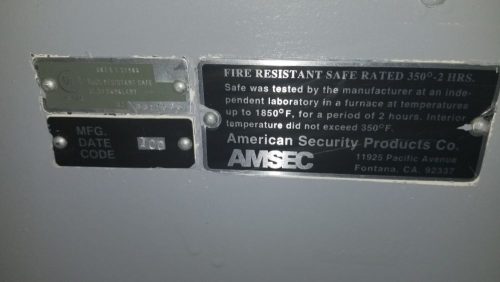 MFG.
DATE
CODE
FIRE RESISTANT SAFE RATED 350°-2 HRS.
Safe was tested by the manufacturer at an inde-
pendent laboratory in a furnace at temperatures
up to 1850°F, for a period of 2 hours. Interior
temperature did not exceed 350°F.
American Security Products Co.
AMSEC
11925 Pacific Avenue
Fontana, CA. 92337